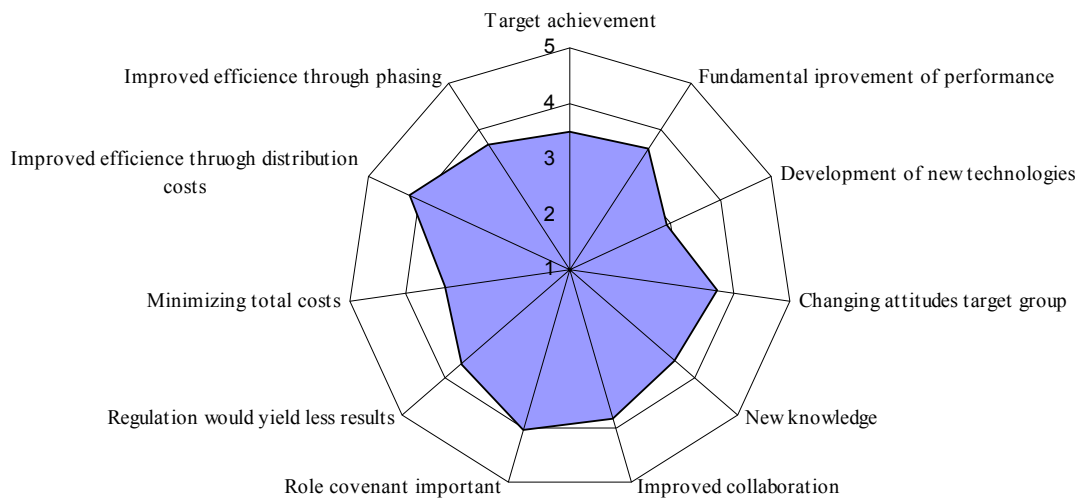 Target achievement
5
Improved efficience through phasing
Fundamental iprovement of performance
4
Improved efficience thruogh distribution
costs
3
Development of new technologies
2
1
Minimizing total costs
Changing attitudes target group
Regulation would yield less results
New knowledge
Role covenant important
Improved collaboration